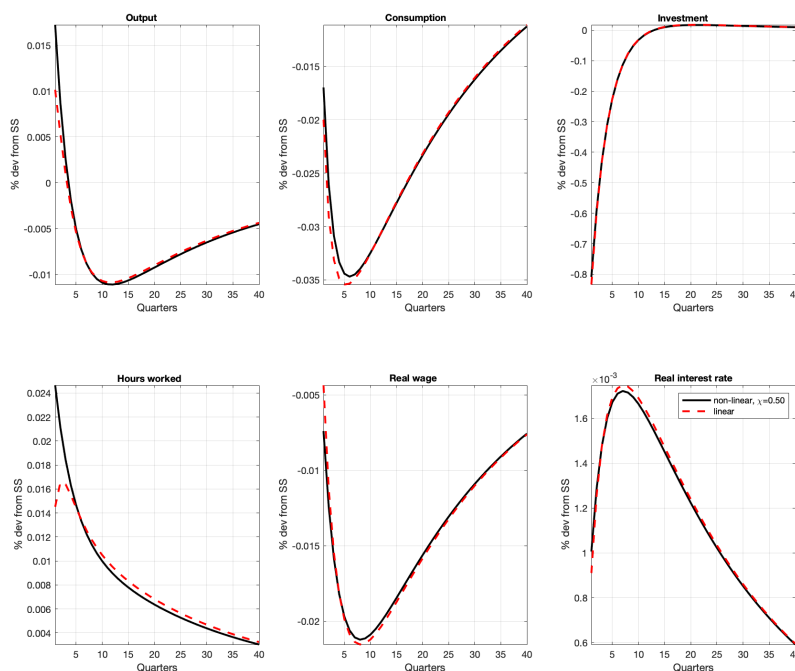 Output
% dev from SS
0.015
0.01
0.005
0
-0.005
-0.01
5 10 15 20 25 30 35 40
Quarters
Consumption
% dev from SS
-0.015
-0.02
-0.025
-0.03
-0.035
5 10 15 20 25 30 35 40
Quarters
Investment
% dev from SS
0
-0.1
-0.2
-0.3
-0.4
-0.5
-0.6
-0.7
-0.8
5 10 15 20 25 30 35 40
Quarters
Hours worked
% dev from SS
0.024
0.022
0.02
0.018
0.016
0.014
0.012
0.01
0.008
0.006
0.004
5 10 15 20 25 30 35 40
Quarters
Real wage
% dev from SS
-0.005
-0.01
-0.015
-0.02
5 10 15 20 25 30 35 40
Quarters
Real interest rate
×10⁻³
% dev from SS
1.6
1.4
1.2
1
0.8
0.6
5 10 15 20 25 30 35 40
Quarters
non-linear, χ=0.50
linear